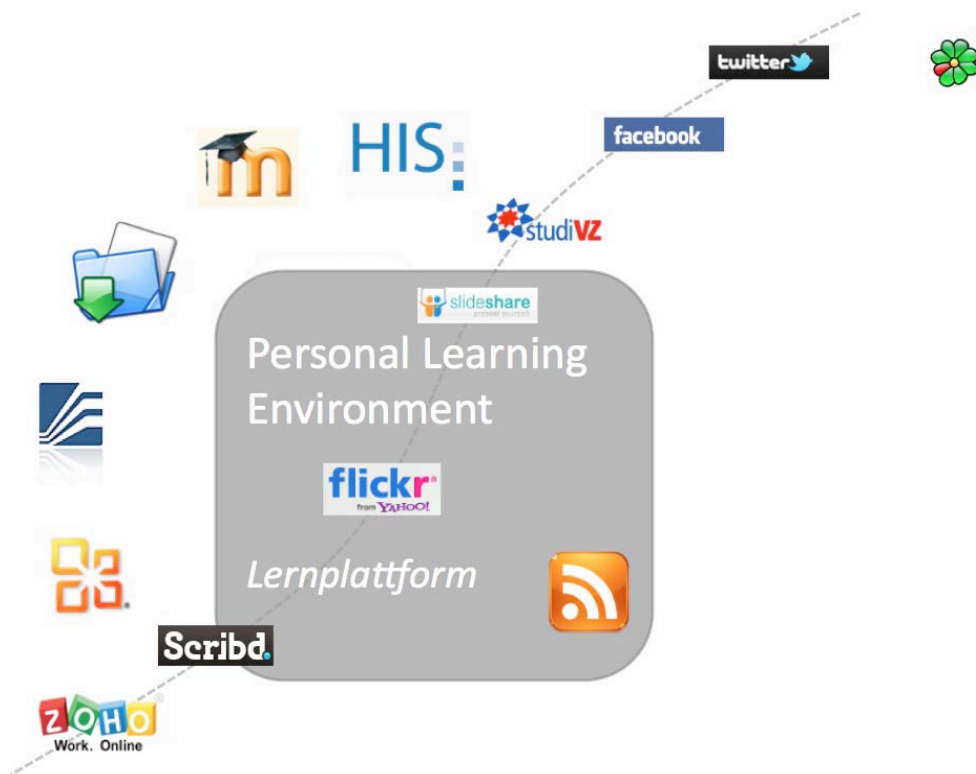 twitter
facebook
m
HIS:
studiVZ
slideshare
present yourself
Personal Learning
Environment
flickr®
from YAHOO!
Lernplattform
Scribd.
ZOHO®
Work. Online